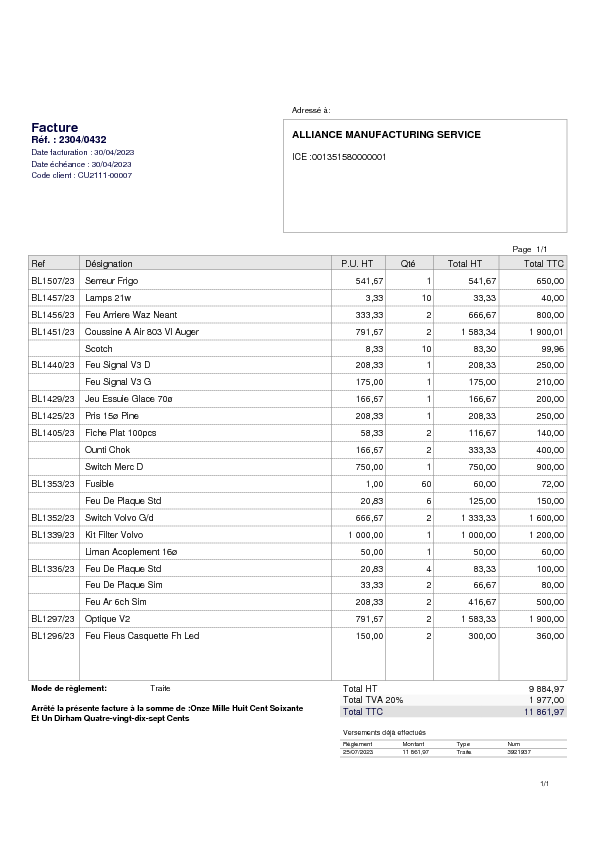 Adressé à:
Facture
Réf. : 2304/0432
Date facturation : 30/04/2023
Date échéance : 30/04/2023
Code client : CU2111-00007
ALLIANCE MANUFACTURING SERVICE
ICE :001351580000001
Page 1/1
Ref Désignation P.U. HT Qté Total HT Total TTC
BL1507/23 Serreur Frigo 541,67 1 541,67 650,00
BL1457/23 Lamps 21w 3,33 10 33,33 40,00
BL1456/23 Feu Arriere Waz Neant 333,33 2 666,67 800,00
BL1451/23 Coussine A Air 803 Vl Auger 791,67 2 1 583,34 1 900,01
Scotch 8,33 10 83,30 99,96
BL1440/23 Feu Signal V3 D 208,33 1 208,33 250,00
Feu Signal V3 G 175,00 1 175,00 210,00
BL1429/23 Jeu Essuie Glace 70ø 166,67 1 166,67 200,00
BL1425/23 Pris 15ø Pine 208,33 1 208,33 250,00
BL1405/23 Fiche Plat 100pcs 58,33 2 116,67 140,00
Ounti Chok 166,67 2 333,33 400,00
Switch Merc D 750,00 1 750,00 900,00
BL1353/23 Fusible 1,00 60 60,00 72,00
Feu De Plaque Std 20,83 6 125,00 150,00
BL1352/23 Switch Volvo G/d 666,67 2 1 333,33 1 600,00
BL1339/23 Kit Filter Volvo 1 000,00 1 1 000,00 1 200,00
Liman Acoplement 16ø 50,00 1 50,00 60,00
BL1336/23 Feu De Plaque Std 20,83 4 83,33 100,00
Feu De Plaque Sim 33,33 2 66,67 80,00
Feu Ar 6ch Sim 208,33 2 416,67 500,00
BL1297/23 Optique V2 791,67 2 1 583,33 1 900,00
BL1296/23 Feu Fieus Casquette Fh Led 150,00 2 300,00 360,00
Mode de règlement: Traite
Total HT 9 884,97
Total TVA 20% 1 977,00
Total TTC 11 861,97
Arrêté la présente facture à la somme de :Onze Mille Huit Cent Soixante
Et Un Dirham Quatre-vingt-dix-sept Cents
Versements déjà effectués
Règlement Montant Type Num
25/07/2023 11 861,97 Traite 3921937
1/1